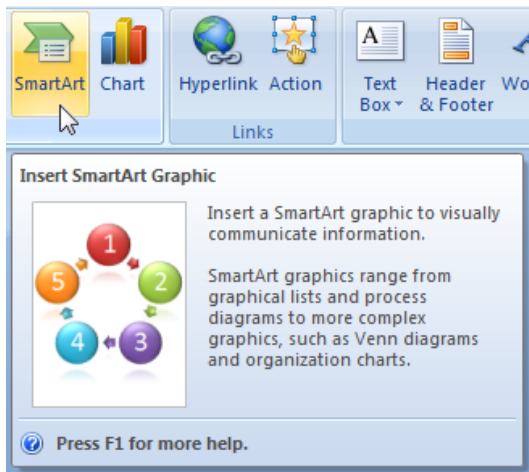 SmartArt Chart Hyperlink Action Text Header
Box & Footer
Links
Insert SmartArt Graphic
Insert a SmartArt graphic to visually
communicate information.
SmartArt graphics range from
graphical lists and process
diagrams to more complex
graphics, such as Venn diagrams
and organization charts.
1
5 2
4 3
Press F1 for more help.